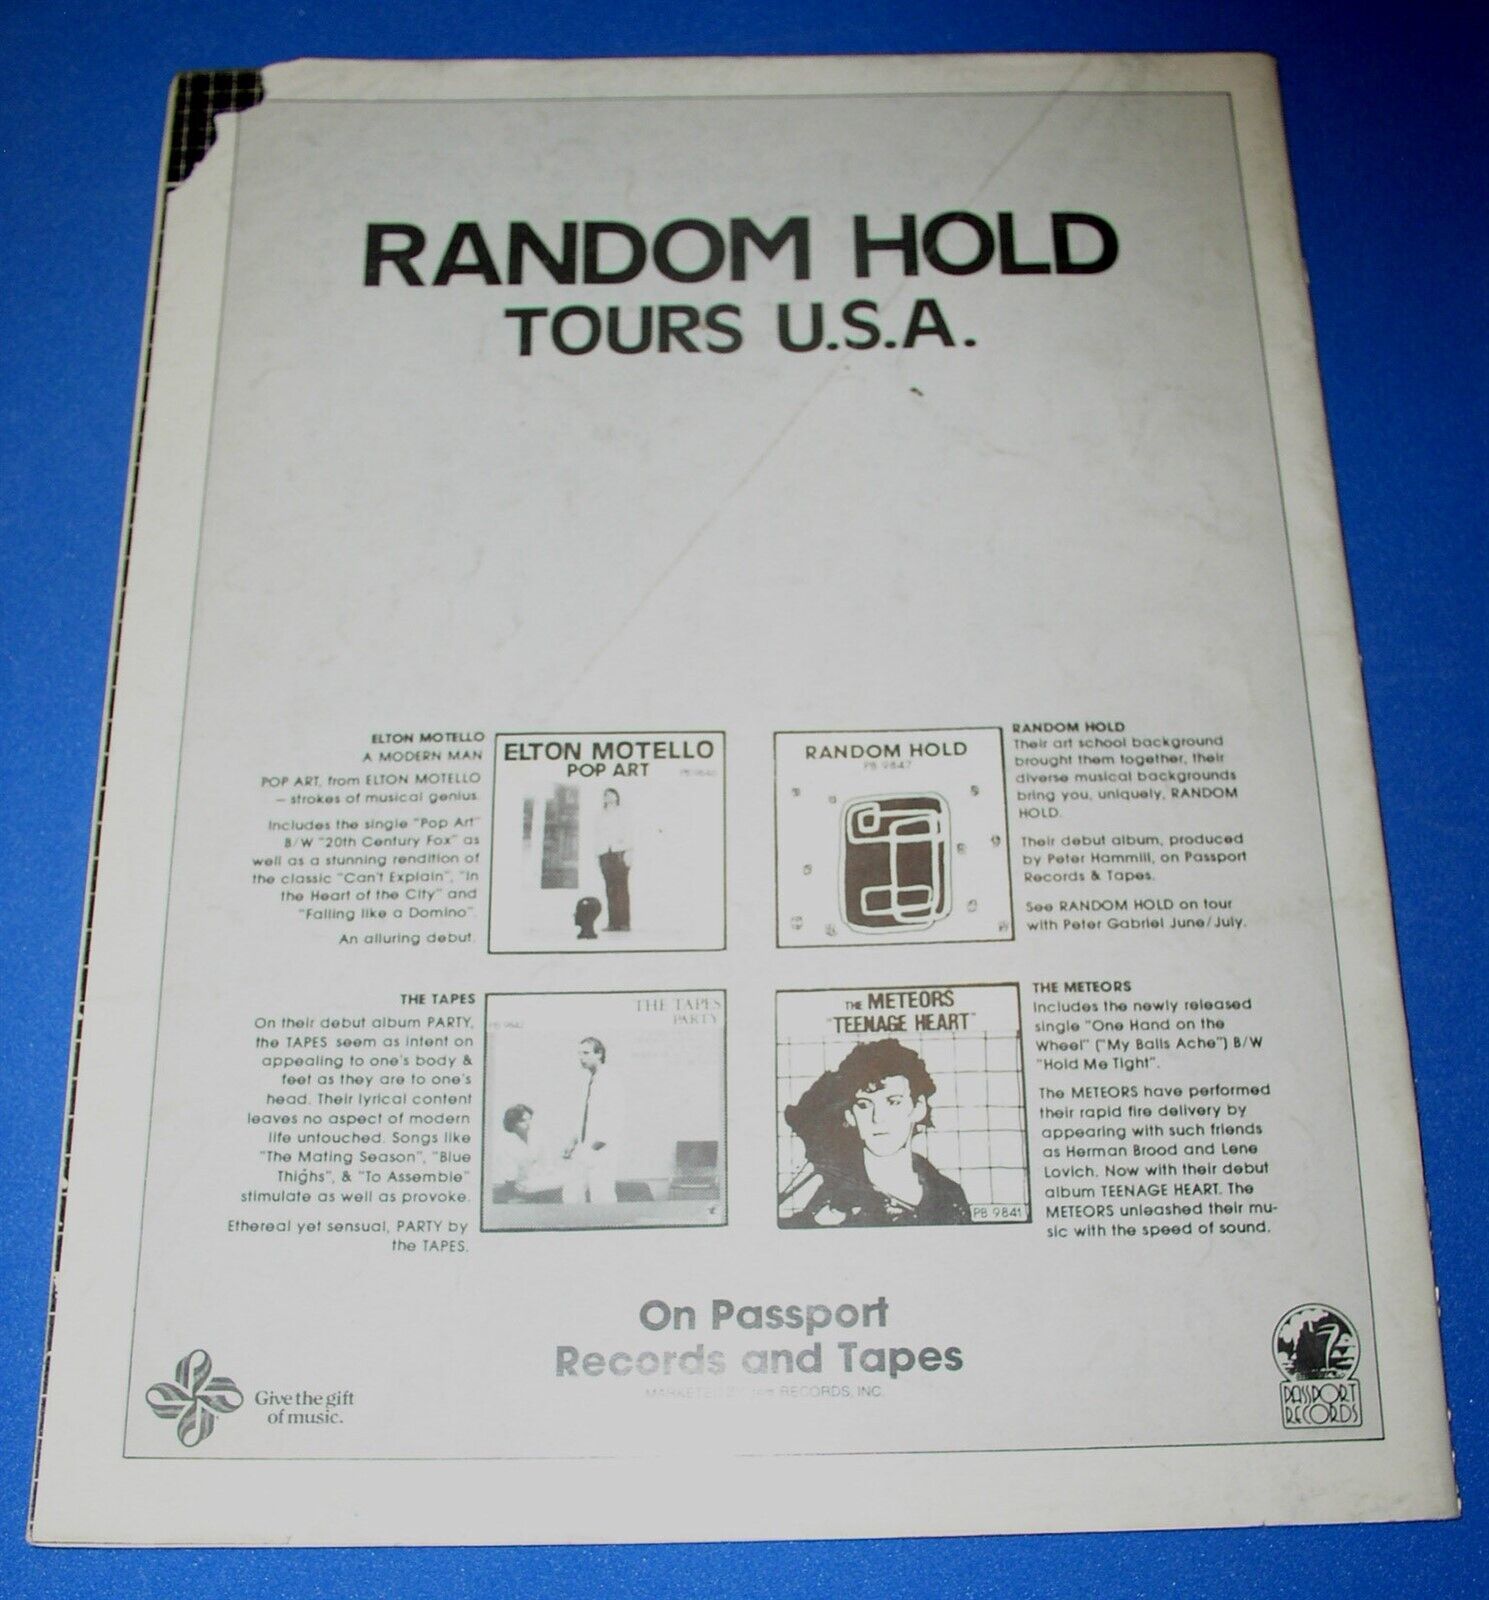 RANDOM HOLD
TOURS U.S.A.
ELTON MOTELLO
A MODERN MAN
POP ART, from ELTON MOTELLO
– strokes of musical genius.
Includes the single "Pop Art"
B/W "20th Century Fox" as
well as a stunning rendition of
the classic "Can't Explain", "In
the Heart of the City" and
"Falling like a Domino".
An alluring debut.
ELTON MOTELLO
POP ART
RANDOM HOLD
PB 9847
RANDOM HOLD
Their art school background
brought them together, their
diverse musical backgrounds
bring you, uniquely, RANDOM
HOLD.
Their debut album, produced
by Peter Hammill, on Passport
Records & Tapes.
See RANDOM HOLD on tour
with Peter Gabriel June/July.
THE TAPES
On their debut album PARTY,
the TAPES seem as intent on
appealing to one's body &
feet as they are to one's
head. Their lyrical content
leaves no aspect of modern
life untouched. Songs like
"The Mating Season", "Blue
Thighs", & "To Assemble"
stimulate as well as provoke.
Ethereal yet sensual, PARTY by
the TAPES.
THE TAPES
PARTY
THE METEORS
"TEENAGE HEART"
PB 9841
THE METEORS
Includes the newly released
single "One Hand on the
Wheel" ("My Balls Ache") B/W
"Hold Me Tight".
The METEORS have performed
their rapid fire delivery by
appearing with such friends
as Herman Brood and Lene
Lovich. Now with their debut
album TEENAGE HEART. The
METEORS unleashed their mu-
sic with the speed of sound.
On Passport
Records and Tapes
MARKETED BY RECORDS, INC.
Give the gift
of music.
PASSPORT
RECORDS